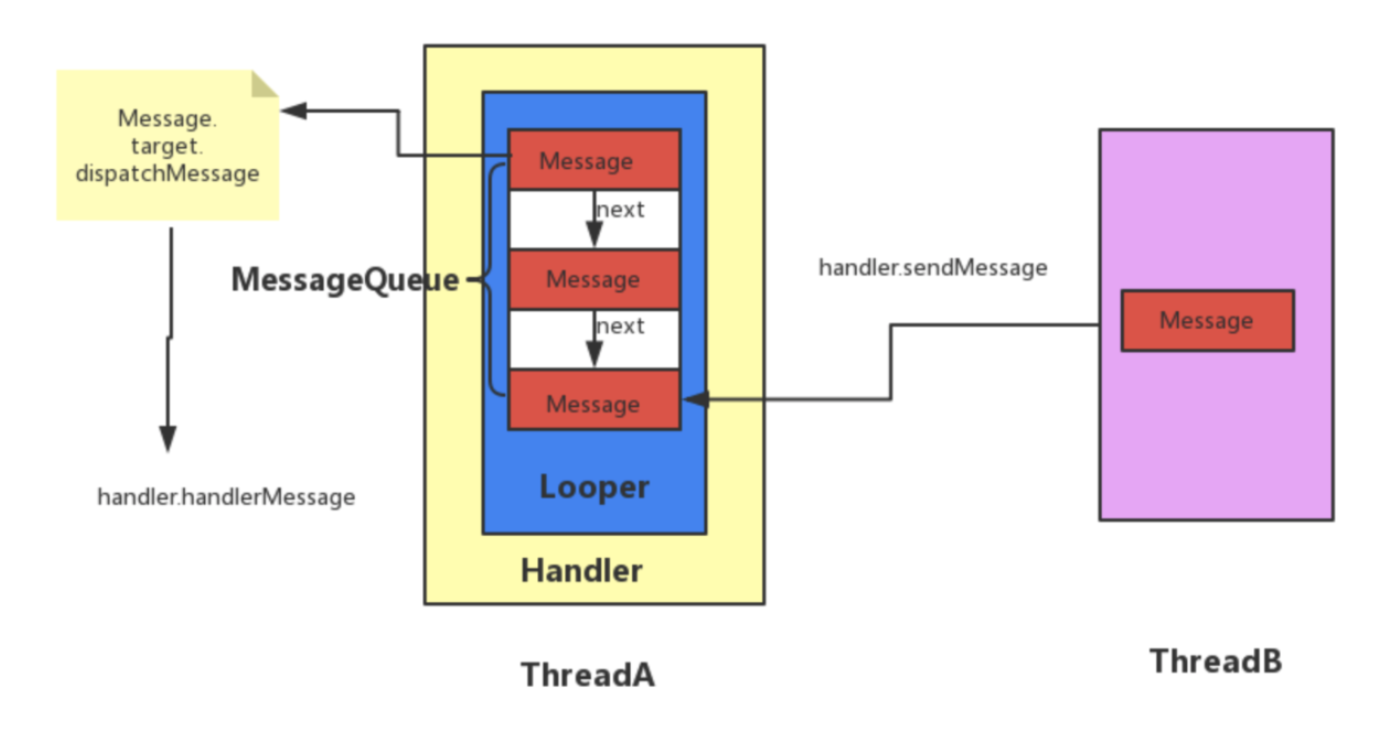 Message.
target.
dispatchMessage
handler.handlerMessage
MessageQueue
Message
next
Message
next
Message
Looper
Handler
ThreadA
handler.sendMessage
Message
ThreadB